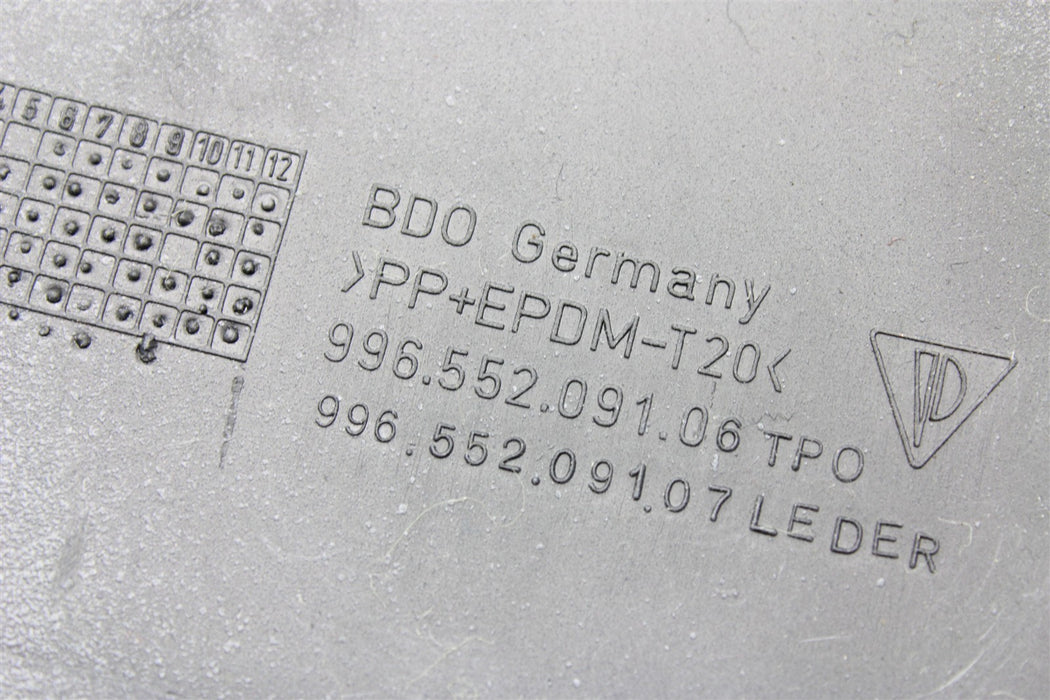 5 6 7 8 9 10 11 12
BDO Germany
>PP+EPDM-T20<
996.552.091.06 TPO
996.552.091.07 LEDER